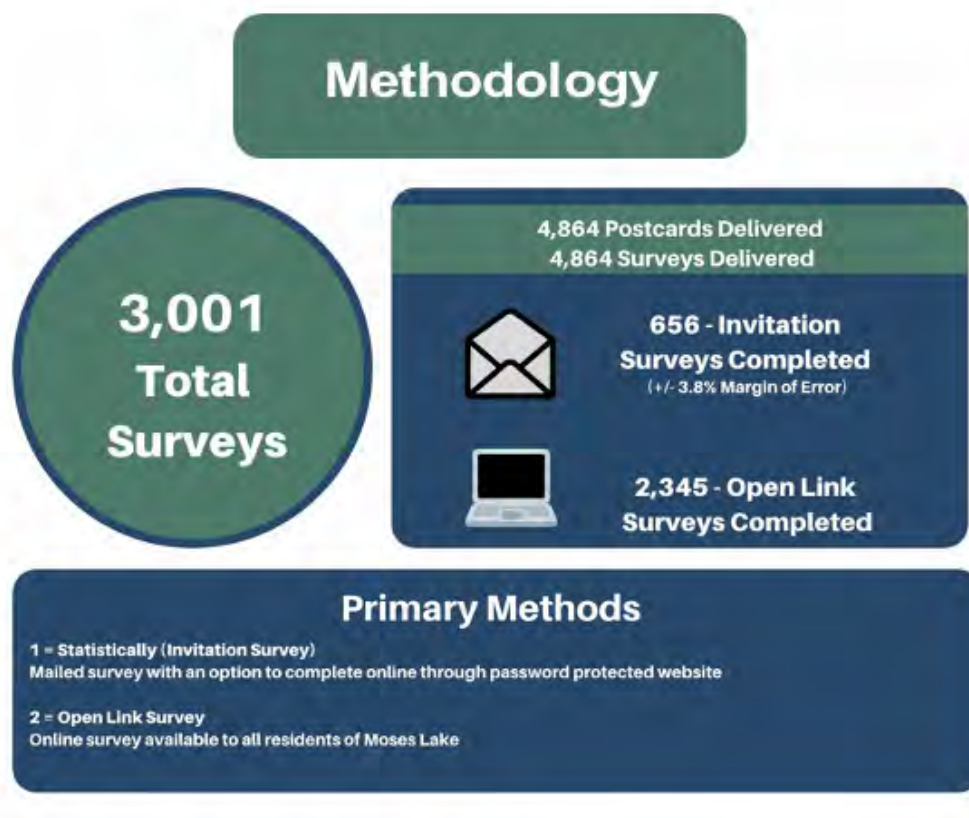 Methodology
3,001
Total
Surveys
4,864 Postcards Delivered
4,864 Surveys Delivered
656 - Invitation
Surveys Completed
(+/- 3.8% Margin of Error)
2,345 - Open Link
Surveys Completed
Primary Methods
1 = Statistically (Invitation Survey)
Mailed survey with an option to complete online through password protected website
2 = Open Link Survey
Online survey available to all residents of Moses Lake